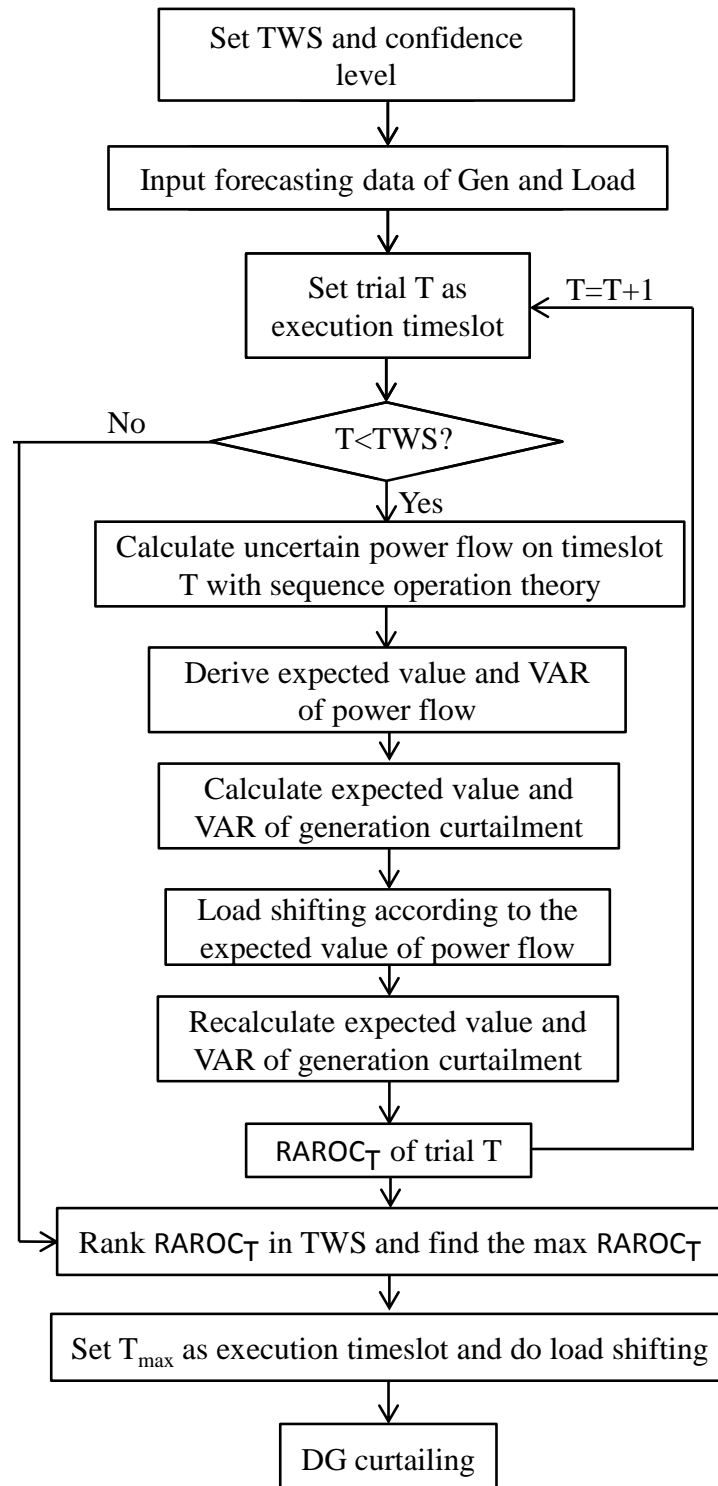 Set TWS and confidence
level
Input forecasting data of Gen and Load
Set trial T as
execution timeslot
T=T+1
No
T<TWS?
Yes
Calculate uncertain power flow on timeslot
T with sequence operation theory
Derive expected value and VAR
of power flow
Calculate expected value and
VAR of generation curtailment
Load shifting according to the
expected value of power flow
Recalculate expected value and
VAR of generation curtailment
RAROC_T of trial T
Rank RAROC_T in TWS and find the max RAROC_T
Set T_max as execution timeslot and do load shifting
DG curtailing